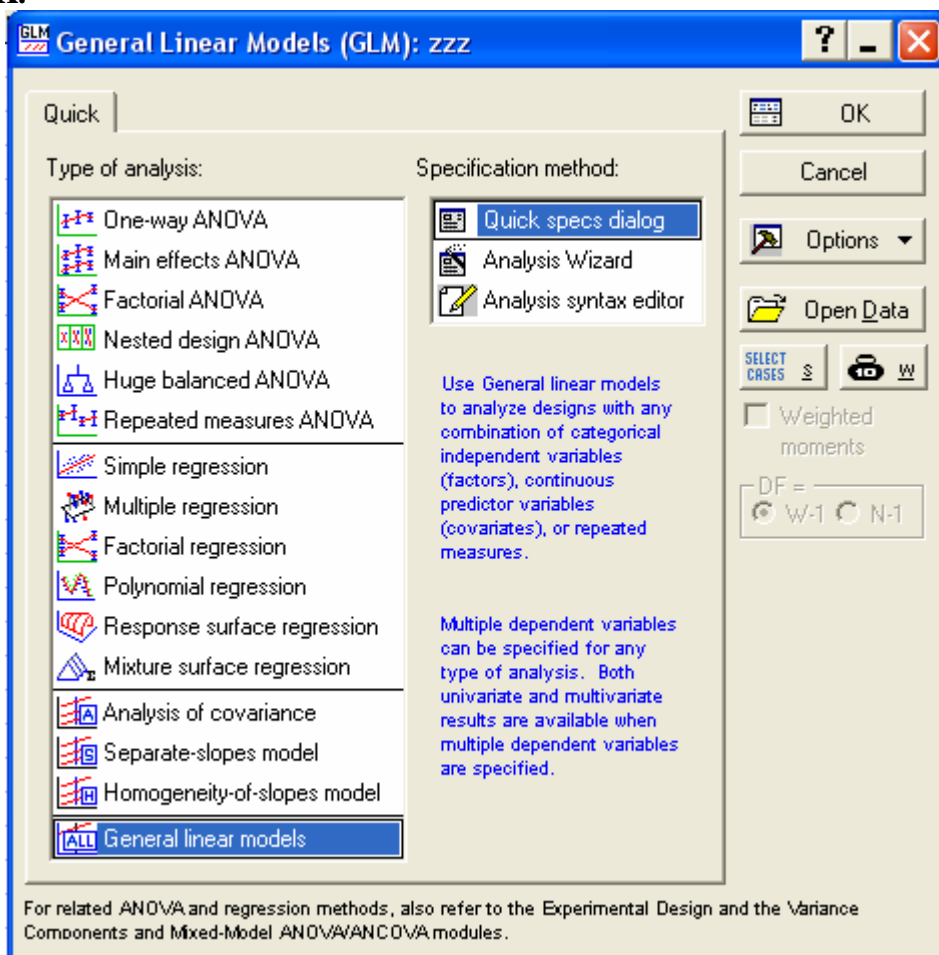 GLM General Linear Models (GLM): zzz
Quick
Type of analysis:
One-way ANOVA
Main effects ANOVA
Factorial ANOVA
Nested design ANOVA
Huge balanced ANOVA
Repeated measures ANOVA
Simple regression
Multiple regression
Factorial regression
Polynomial regression
Response surface regression
Mixture surface regression
Analysis of covariance
Separate-slopes model
Homogeneity-of-slopes model
ALL General linear models
Specification method:
Quick specs dialog
Analysis Wizard
Analysis syntax editor
Use General linear models
to analyze designs with any
combination of categorical
independent variables
(factors), continuous
predictor variables
(covariates), or repeated
measures.
Multiple dependent variables
can be specified for any
type of analysis. Both
univariate and multivariate
results are available when
multiple dependent variables
are specified.
OK
Cancel
Options
Open Data
SELECT
CASES S
W
Weighted
moments
DF =
W-1 N-1
For related ANOVA and regression methods, also refer to the Experimental Design and the Variance
Components and Mixed-Model ANOVA/ANCOVA modules.